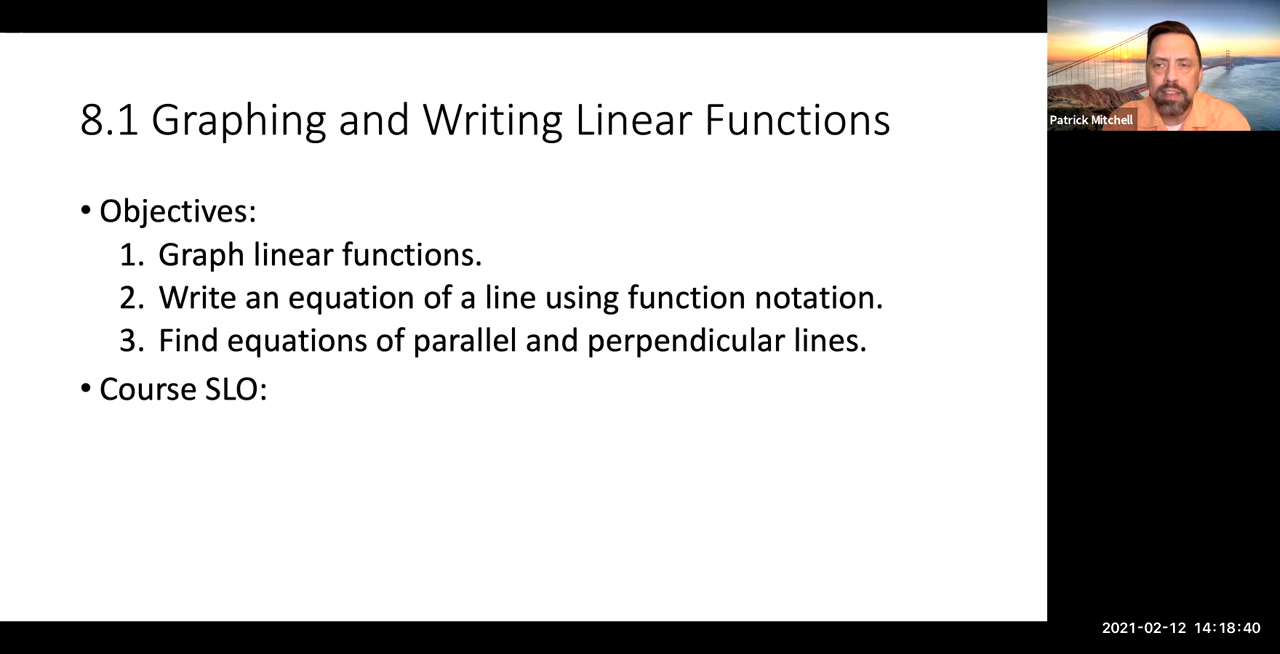 8.1 Graphing and Writing Linear Functions
• Objectives:
1. Graph linear functions.
2. Write an equation of a line using function notation.
3. Find equations of parallel and perpendicular lines.
• Course SLO:
Patrick Mitchell
2021-02-12 14:18:40